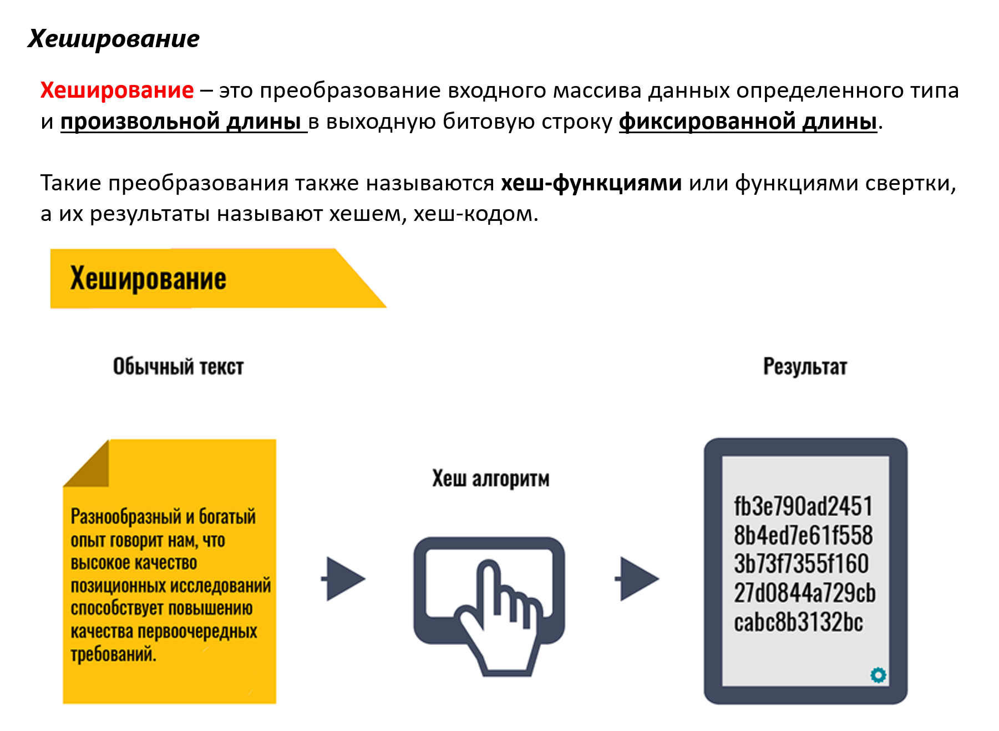 Хеширование
Хеширование – это преобразование входного массива данных определенного типа
и произвольной длины в выходную битовую строку фиксированной длины.
Такие преобразования также называются хеш-функциями или функциями свертки,
а их результаты называют хешем, хеш-кодом.
Хеширование
Обычный текст
Результат
Хеш алгоритм
Разнообразный и богатый
опыт говорит нам, что
высокое качество
позиционных исследований
способствует повышению
качества первоочередных
требований.
fb3e790ad2451
8b4ed7e61f558
3b73f7355f160
27d0844a729cb
cabc8b3132bc